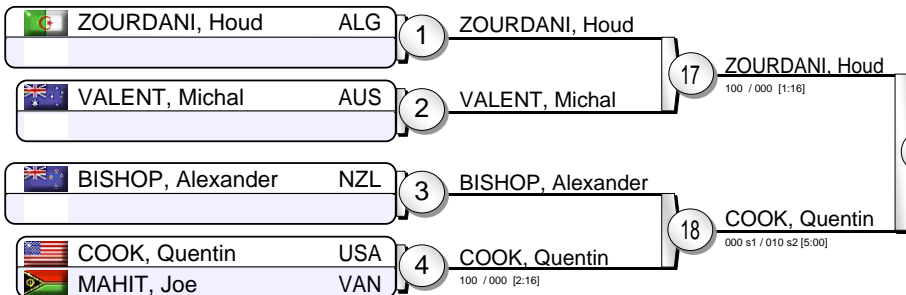 ZOURDANI, Houd ALG
1
ZOURDANI, Houd
17
ZOURDANI, Houd
100 / 000 [1:16]
VALENT, Michal AUS
2
VALENT, Michal
BISHOP, Alexander NZL
3
BISHOP, Alexander
18
COOK, Quentin
000 s1 / 010 s2 [5:00]
COOK, Quentin USA
MAHIT, Joe VAN
4
COOK, Quentin
100 / 000 [2:16]